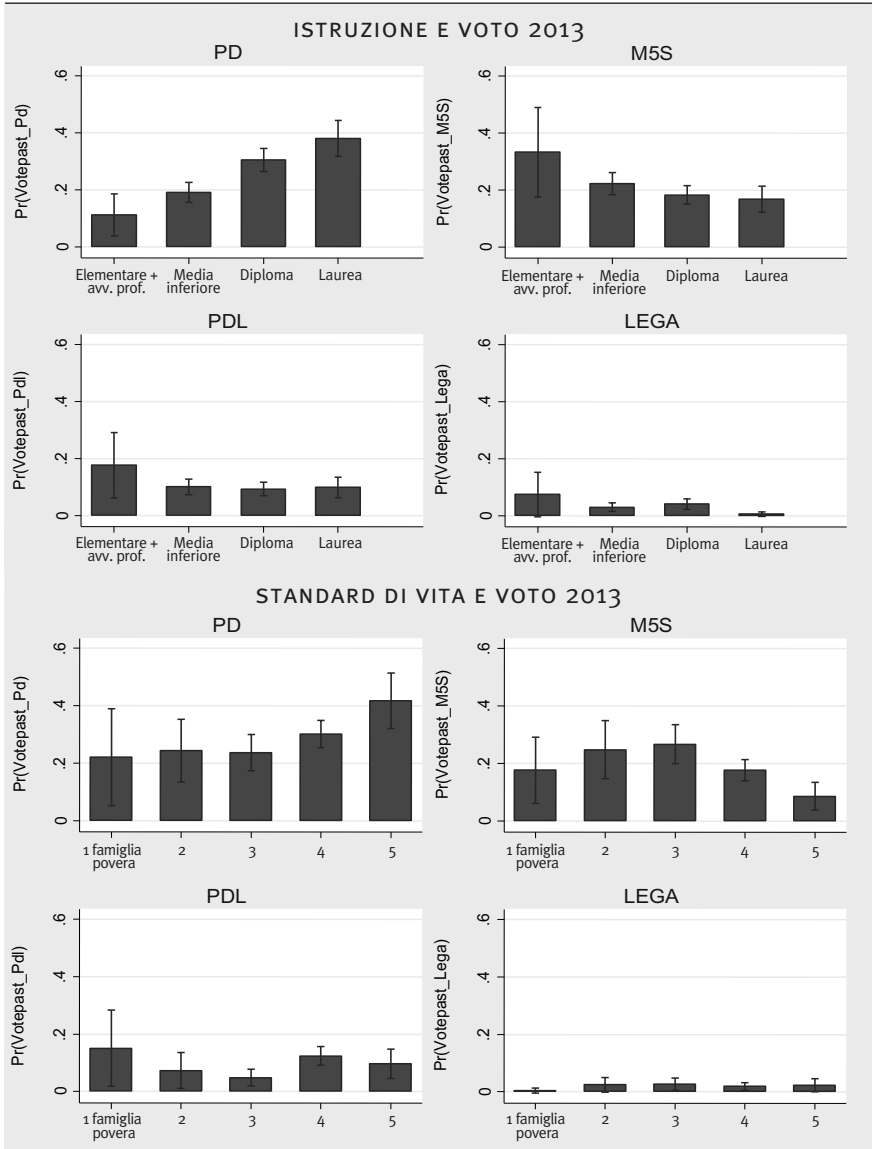 ISTRUZIONE E VOTO 2013
PD
Pr(Votepast_Pd)
.6
.4
.2
0
Elementare +
avv. prof.
Media
inferiore
Diploma
Laurea
M5S
Pr(Votepast_M5S)
.6
.4
.2
0
Elementare +
avv. prof.
Media
inferiore
Diploma
Laurea
PDL
Pr(Votepast_Pdl)
.6
.4
.2
0
Elementare +
avv. prof.
Media
inferiore
Diploma
Laurea
LEGA
Pr(Votepast_Lega)
.6
.4
.2
0
Elementare +
avv. prof.
Media
inferiore
Diploma
Laurea
STANDARD DI VITA E VOTO 2013
PD
Pr(Votepast_Pd)
.6
.4
.2
0
1 famiglia
povera
2
3
4
5
M5S
Pr(Votepast_M5S)
.6
.4
.2
0
1 famiglia
povera
2
3
4
5
PDL
Pr(Votepast_Pdl)
.6
.4
.2
0
1 famiglia
povera
2
3
4
5
LEGA
Pr(Votepast_Lega)
.6
.4
.2
0
1 famiglia
povera
2
3
4
5